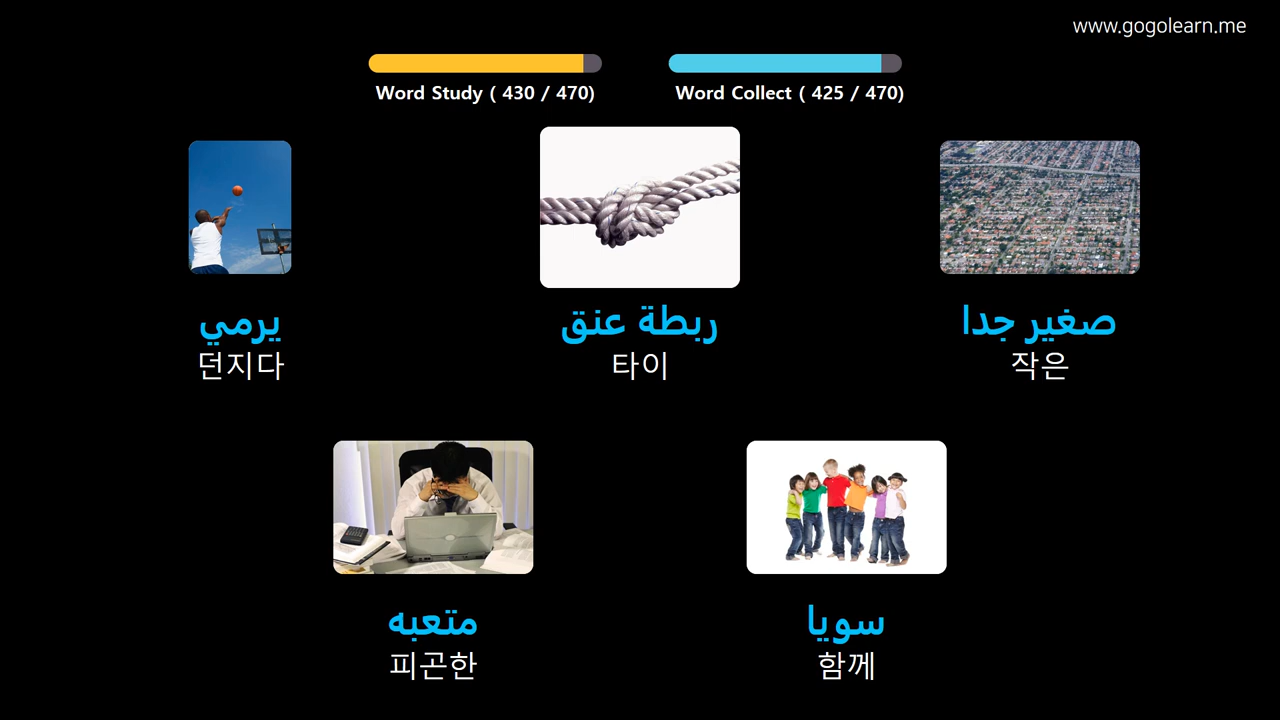 www.gogolearn.me
Word Study ( 430 / 470)
Word Collect ( 425 / 470)
يرمي
던지다
ربطة عنق
타이
صغير جدا
작은
متعبه
피곤한
سويا
함께